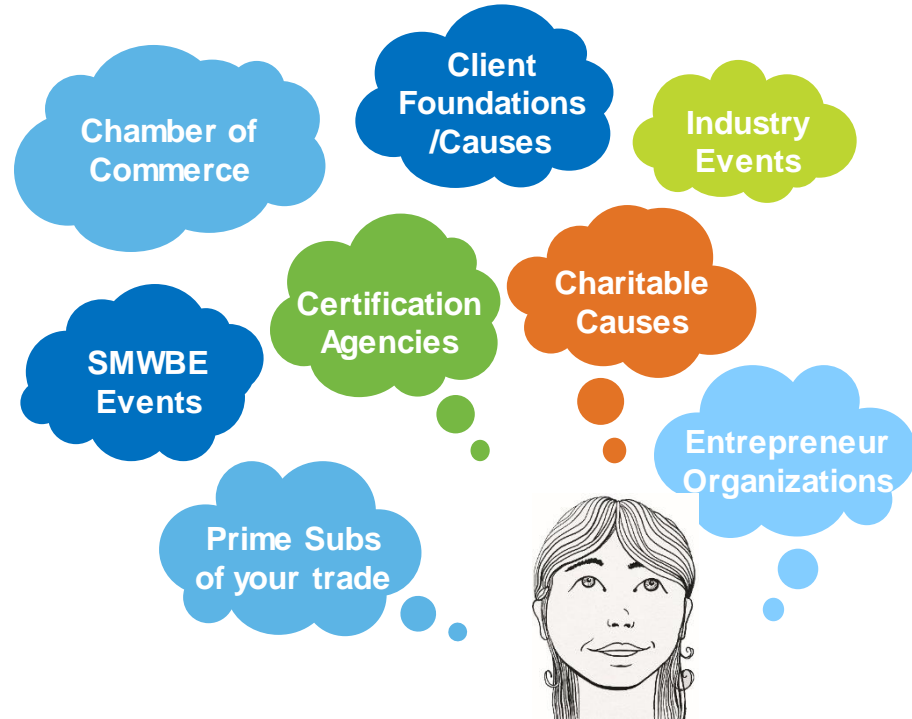 Client
Foundations
/Causes
Chamber of
Commerce
Industry
Events
Certification
Agencies
Charitable
Causes
SMWBE
Events
Entrepreneur
Organizations
Prime Subs
of your trade